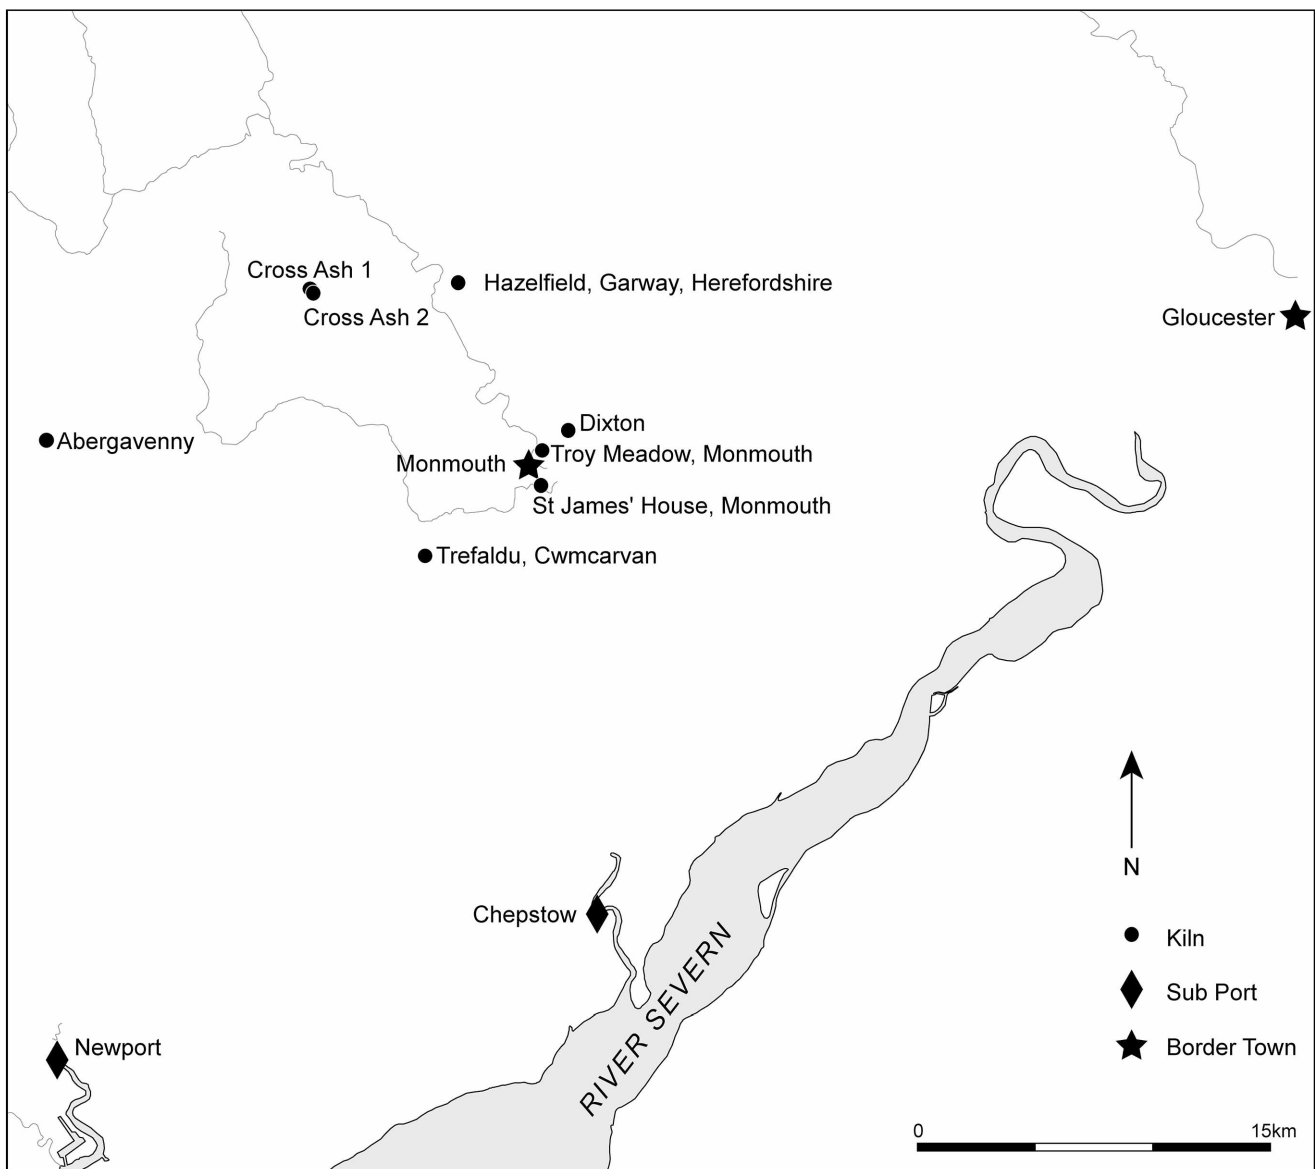 Cross Ash 1
Hazelfield, Garway, Herefordshire
Cross Ash 2
Gloucester
Dixton
Abergavenny
Troy Meadow, Monmouth
Monmouth
St James' House, Monmouth
Trefaldu, Cwmcarvan
N
Chepstow
Kiln
RIVER SEVERN
Sub Port
Newport
Border Town
0 15km